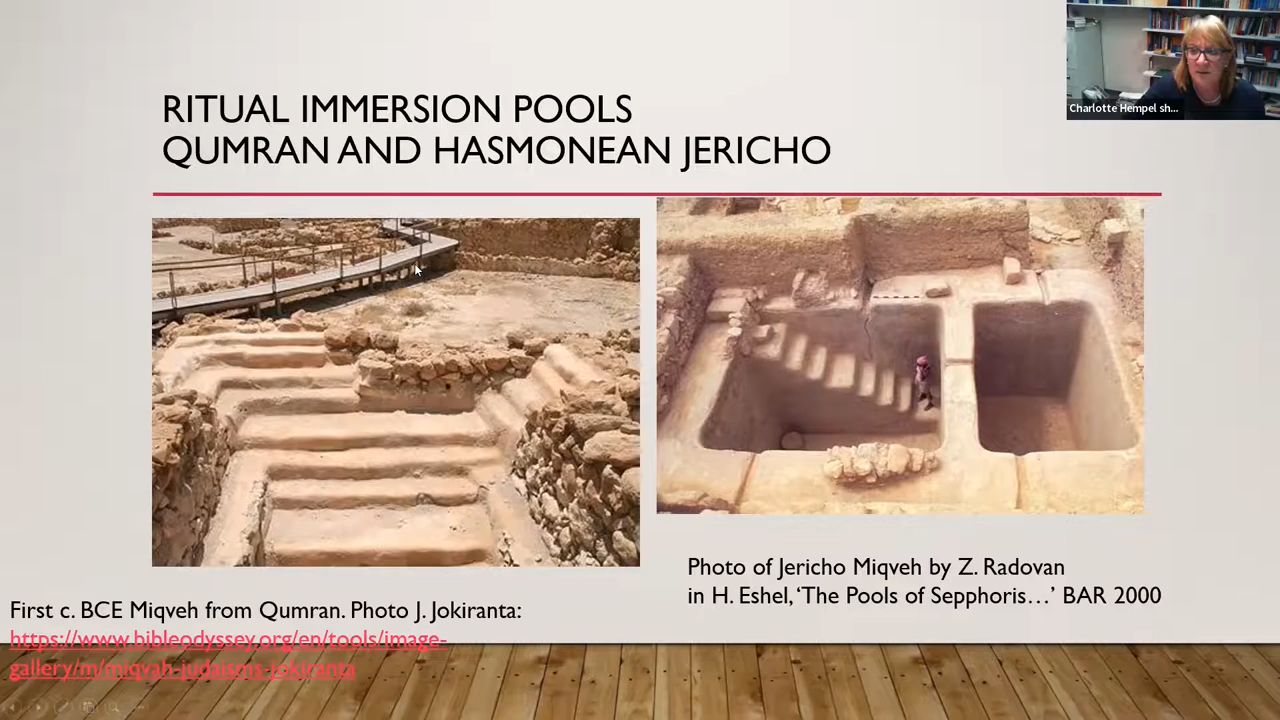 RITUAL IMMERSION POOLS
QUMRAN AND HASMONEAN JERICHO
Charlotte Hempel sh...
Photo of Jericho Miqveh by Z. Radovan
in H. Eshel, ‘The Pools of Sepphoris…’ BAR 2000
First c. BCE Miqveh from Qumran. Photo J. Jokiranta:
https://www.bibleodyssey.org/en/tools/image-
gallery/m/miqvah-judaisms-jokiranta